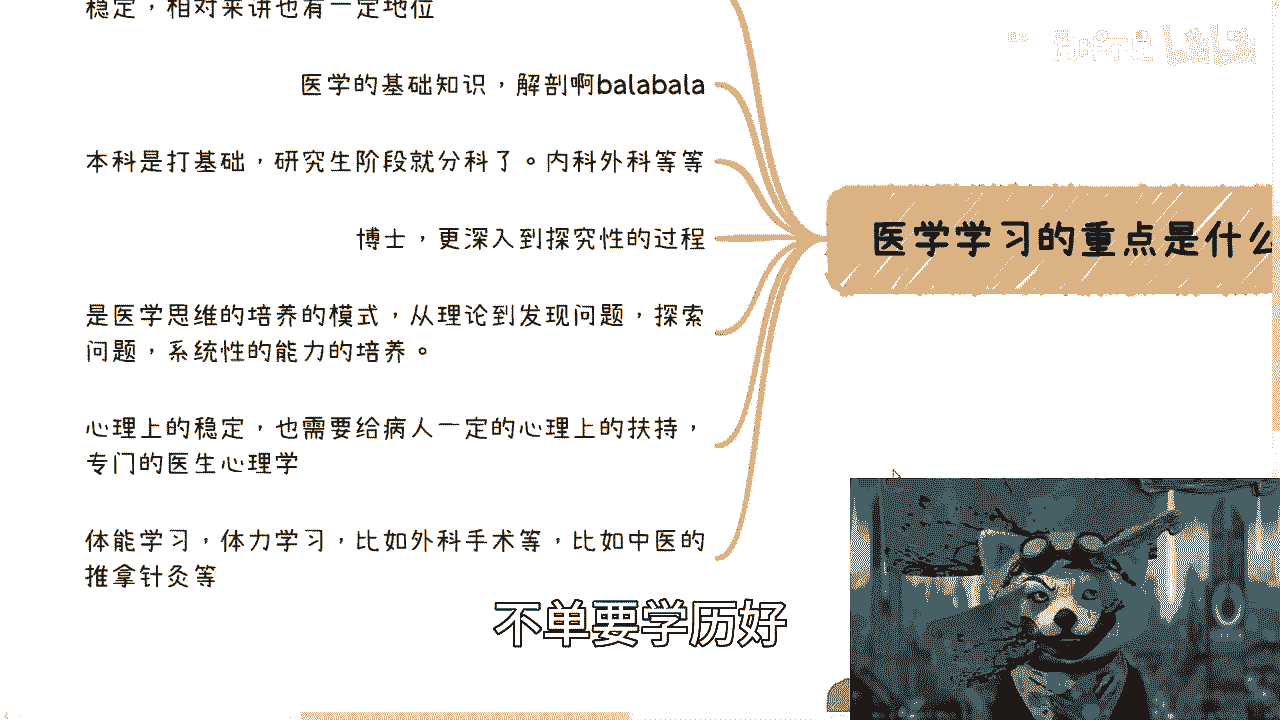 稳定，相对来讲也有一定地位
医学的基础知识，解剖啊balabala
本科是打基础，研究生阶段就分科了。内科外科等等
博士，更深入到探究性的过程
是医学思维的培养的模式，从理论到发现问题，探索
问题，系统性的能力的培养。
心理上的稳定，也需要给病人一定的心理上的扶持，
专门的医生心理学
体能学习，体力学习，比如外科手术等，比如中医的
推拿针灸等
医学学习的重点是什么
不单要学历好